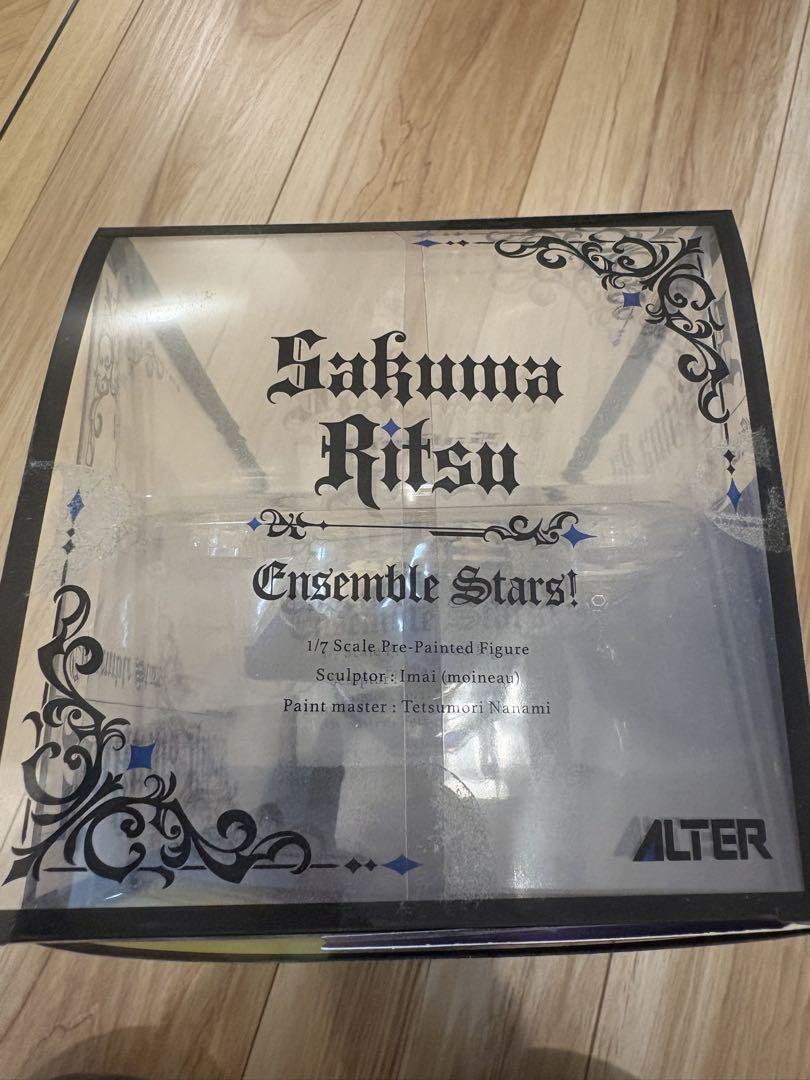 Sakuma
Ritsu
Ensemble Stars!
1/7 Scale Pre-Painted Figure
Sculptor : Imai (moineau)
Paint master : Tetsumori Nanami
ALTER